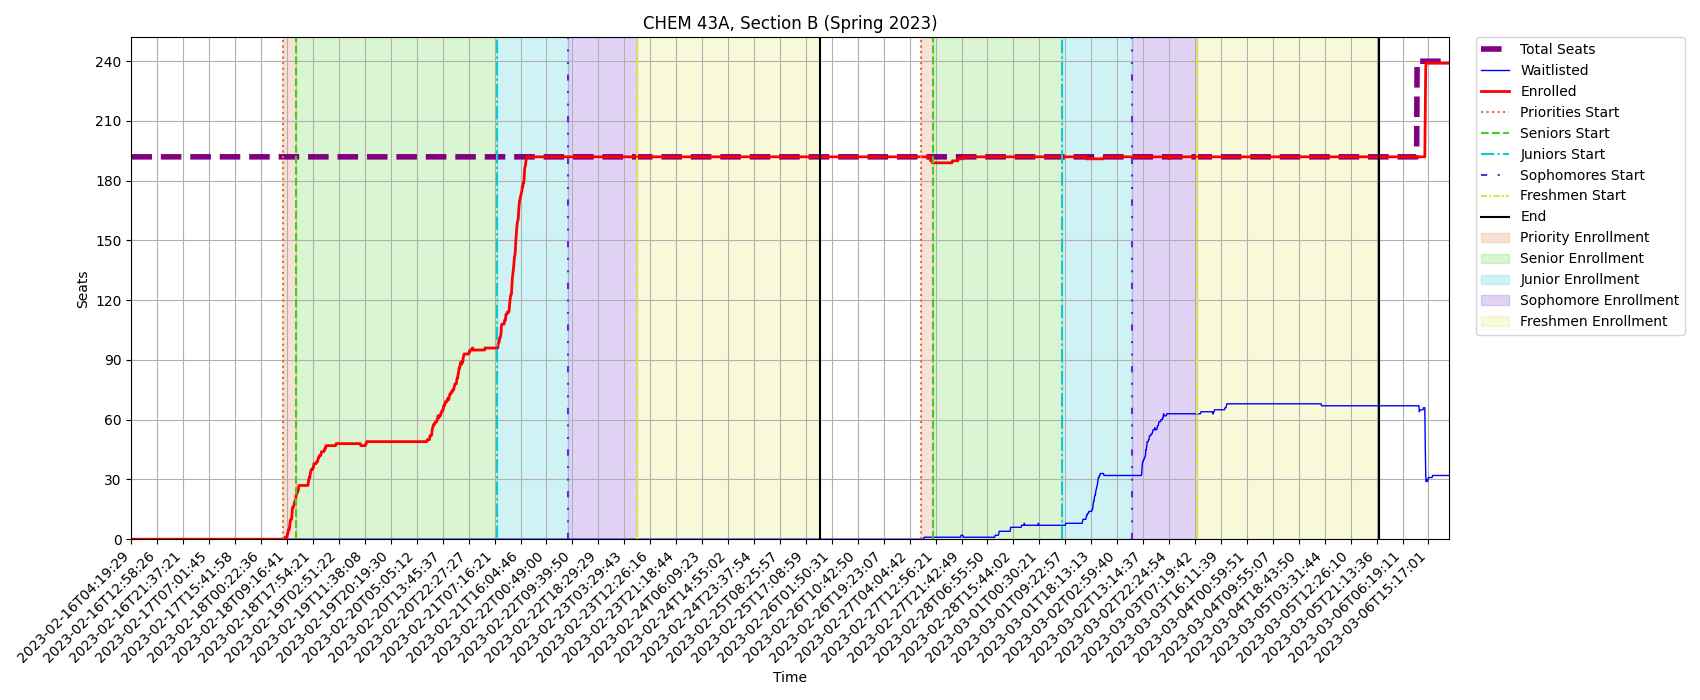 CHEM 43A, Section B (Spring 2023)
Seats
240
210
180
150
120
90
60
30
0
2023-02-16T04:19:29
2023-02-16T12:58:26
2023-02-16T21:37:21
2023-02-17T07:01:45
2023-02-17T15:41:58
2023-02-18T00:22:36
2023-02-18T09:16:41
2023-02-18T17:54:21
2023-02-19T02:51:22
2023-02-19T11:38:08
2023-02-19T20:19:30
2023-02-20T05:05:12
2023-02-20T13:45:37
2023-02-20T22:27:27
2023-02-21T07:16:21
2023-02-21T16:04:46
2023-02-22T00:49:00
2023-02-22T09:39:50
2023-02-22T18:29:29
2023-02-23T03:29:43
2023-02-23T12:26:16
2023-02-23T21:18:44
2023-02-24T06:09:23
2023-02-24T14:55:02
2023-02-24T23:37:54
2023-02-25T08:25:57
2023-02-25T17:08:59
2023-02-26T01:50:31
2023-02-26T10:42:50
2023-02-26T19:23:07
2023-02-27T04:04:42
2023-02-27T12:56:21
2023-02-27T21:42:49
2023-02-28T06:55:50
2023-02-28T15:44:02
2023-03-01T00:30:21
2023-03-01T09:22:57
2023-03-01T18:13:13
2023-03-02T02:59:40
2023-03-02T13:14:37
2023-03-02T22:24:54
2023-03-03T07:19:42
2023-03-03T16:11:39
2023-03-04T00:59:51
2023-03-04T09:55:07
2023-03-04T18:43:50
2023-03-05T03:31:44
2023-03-05T12:26:10
2023-03-05T21:13:36
2023-03-06T06:19:11
2023-03-06T15:17:01
Time
Total Seats
Waitlisted
Enrolled
Priorities Start
Seniors Start
Juniors Start
Sophomores Start
Freshmen Start
End
Priority Enrollment
Senior Enrollment
Junior Enrollment
Sophomore Enrollment
Freshmen Enrollment